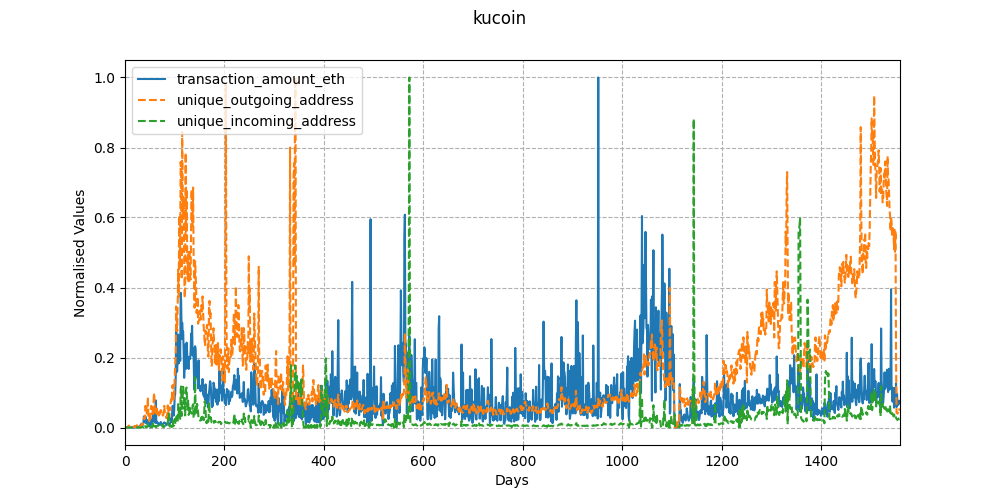 kucoin
transaction_amount_eth
unique_outgoing_address
unique_incoming_address
Normalised Values
1.0
0.8
0.6
0.4
0.2
0.0
0 200 400 600 800 1000 1200 1400
Days